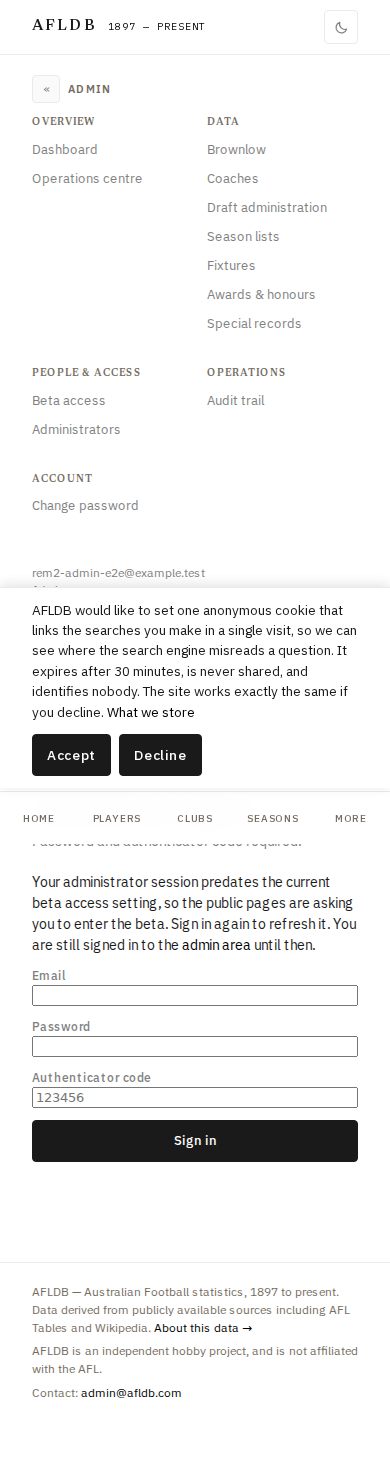 AFLDB 1897 — PRESENT
« ADMIN
OVERVIEW
Dashboard
Operations centre
DATA
Brownlow
Coaches
Draft administration
Season lists
Fixtures
Awards & honours
Special records
PEOPLE & ACCESS
Beta access
Administrators
OPERATIONS
Audit trail
ACCOUNT
Change password
rem2-admin-e2e@example.test
AFLDB would like to set one anonymous cookie that
links the searches you make in a single visit, so we can
see where the search engine misreads a question. It
expires after 30 minutes, is never shared, and
identifies nobody. The site works exactly the same if
you decline. What we store
Accept Decline
HOME PLAYERS CLUBS SEASONS MORE
Password and authenticator code required.
Your administrator session predates the current
beta access setting, so the public pages are asking
you to enter the beta. Sign in again to refresh it. You
are still signed in to the admin area until then.
Email
Password
Authenticator code
123456
Sign in
AFLDB — Australian Football statistics, 1897 to present.
Data derived from publicly available sources including AFL
Tables and Wikipedia. About this data →
AFLDB is an independent hobby project, and is not affiliated
with the AFL.
Contact: admin@afldb.com